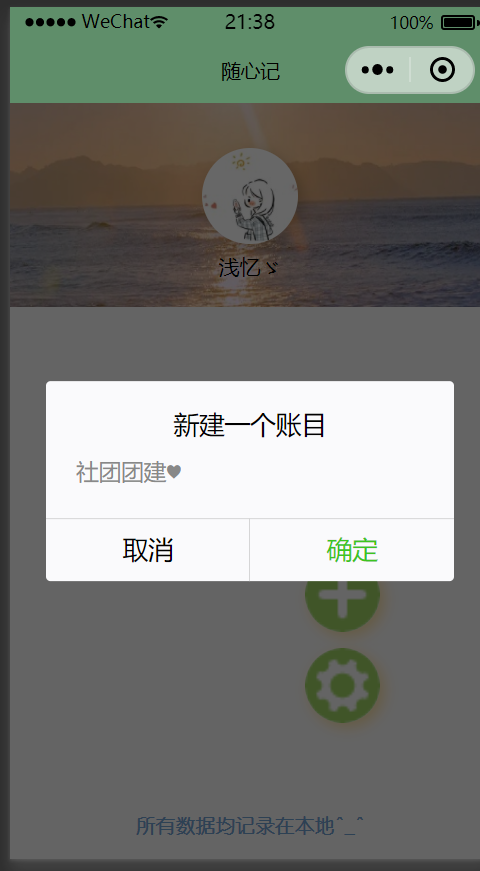 WeChat 21:38 100%
随心记
浅忆ゞ
新建一个账目
社团团建♥
取消 确定
所有数据均记录在本地^_^